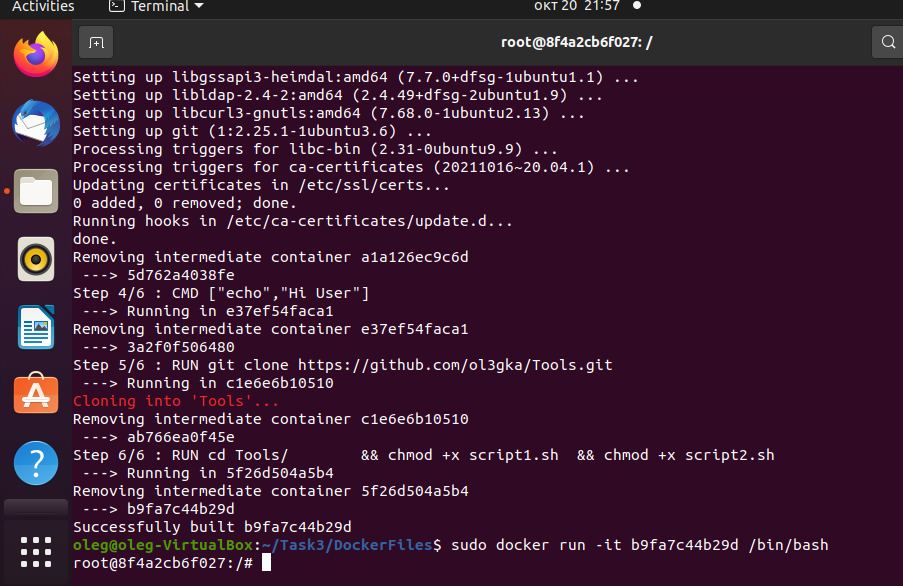 Activities
Terminal
окт 20 21:57
root@8f4a2cb6f027: /
Setting up libgssapi3-heimdal:amd64 (7.7.0+dfsg-1ubuntu1.1) ...
Setting up libldap-2.4-2:amd64 (2.4.49+dfsg-2ubuntu1.9) ...
Setting up libcurl3-gnutls:amd64 (7.68.0-1ubuntu2.13) ...
Setting up git (1:2.25.1-1ubuntu3.6) ...
Processing triggers for libc-bin (2.31-0ubuntu9.9) ...
Processing triggers for ca-certificates (20211016~20.04.1) ...
Updating certificates in /etc/ssl/certs...
0 added, 0 removed; done.
Running hooks in /etc/ca-certificates/update.d...
done.
Removing intermediate container a1a126ec9c6d
 ---> 5d762a4038fe
Step 4/6 : CMD ["echo","Hi User"]
 ---> Running in e37ef54faca1
Removing intermediate container e37ef54faca1
 ---> 3a2f0f506480
Step 5/6 : RUN git clone https://github.com/ol3gka/Tools.git
 ---> Running in c1e6e6b10510
Cloning into 'Tools'...
Removing intermediate container c1e6e6b10510
 ---> ab766ea0f45e
Step 6/6 : RUN cd Tools/        && chmod +x script1.sh  && chmod +x script2.sh
 ---> Running in 5f26d504a5b4
Removing intermediate container 5f26d504a5b4
 ---> b9fa7c44b29d
Successfully built b9fa7c44b29d
oleg@oleg-VirtualBox:~/Task3/DockerFiles$ sudo docker run -it b9fa7c44b29d /bin/bash
root@8f4a2cb6f027:/#